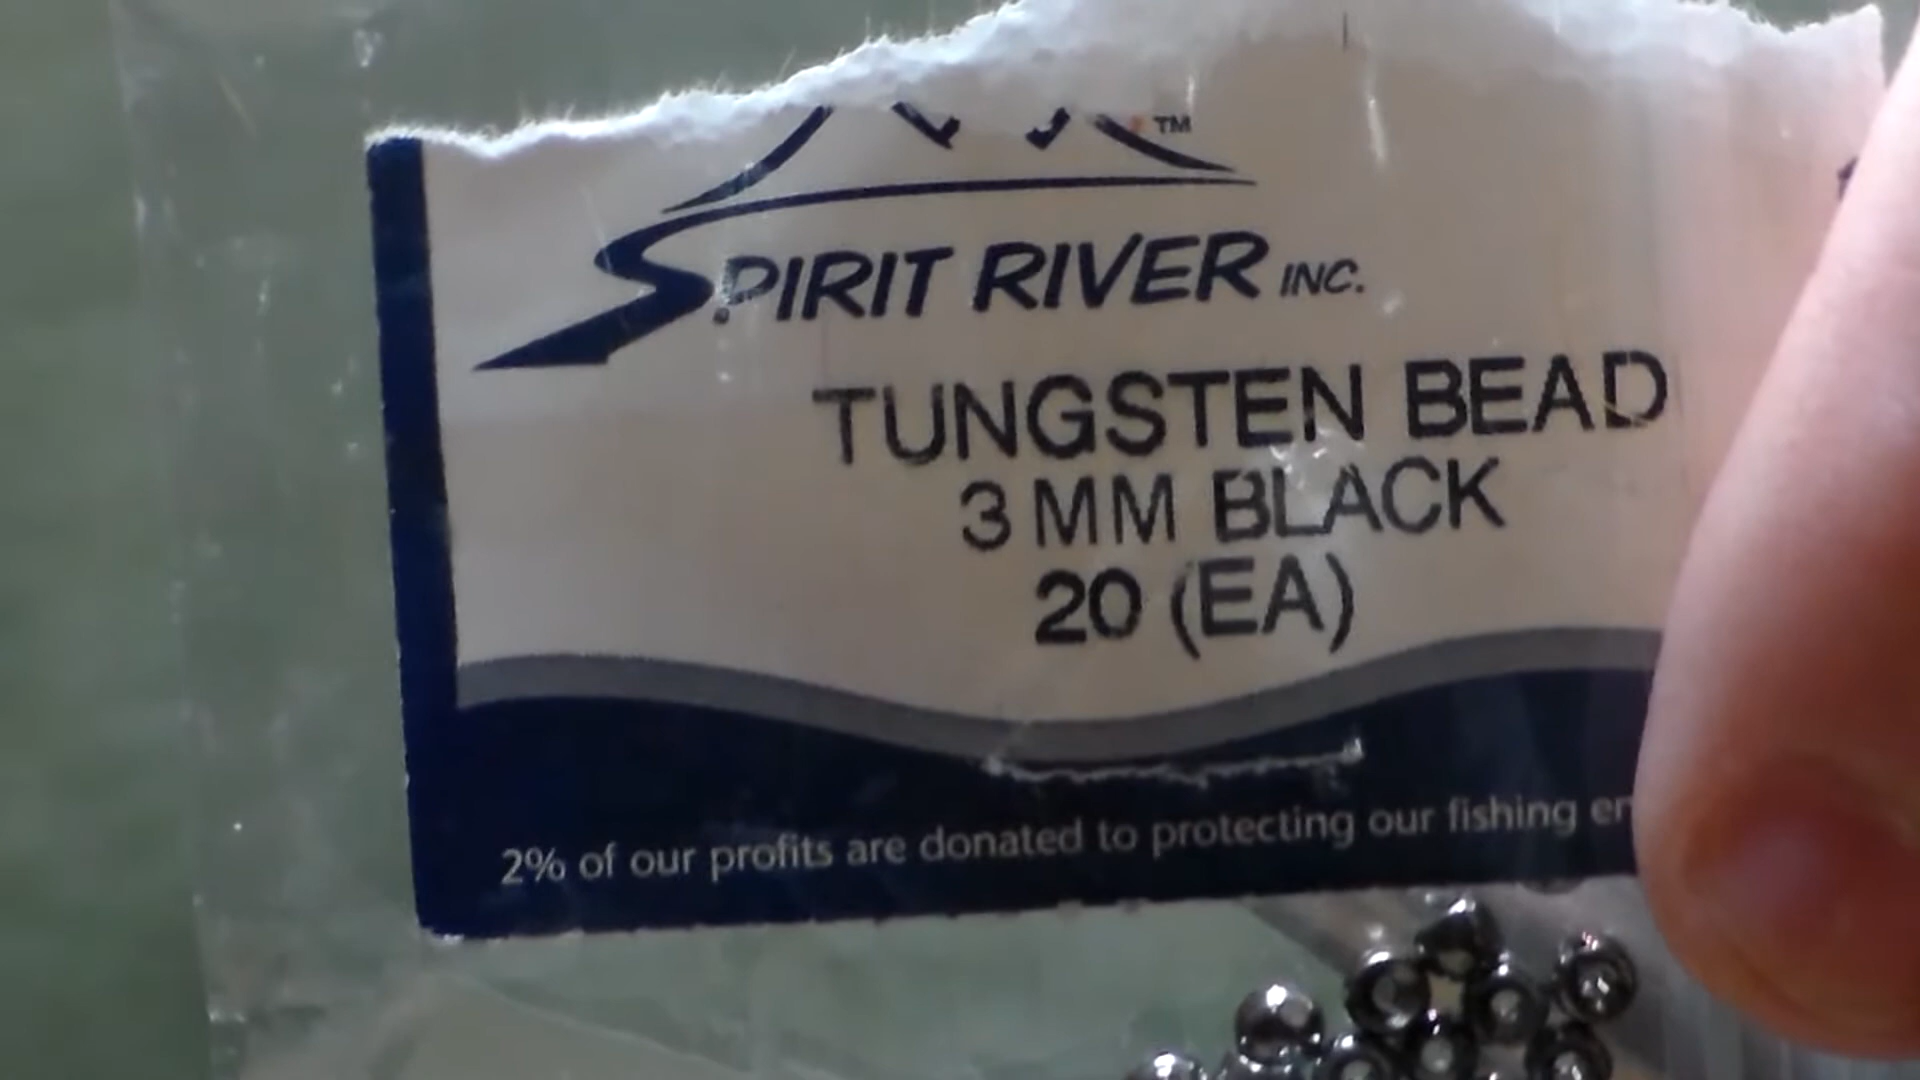 ™
SPIRIT RIVER INC.
TUNGSTEN BEAD
3 MM BLACK
20 (EA)
2% of our profits are donated to protecting our fishing